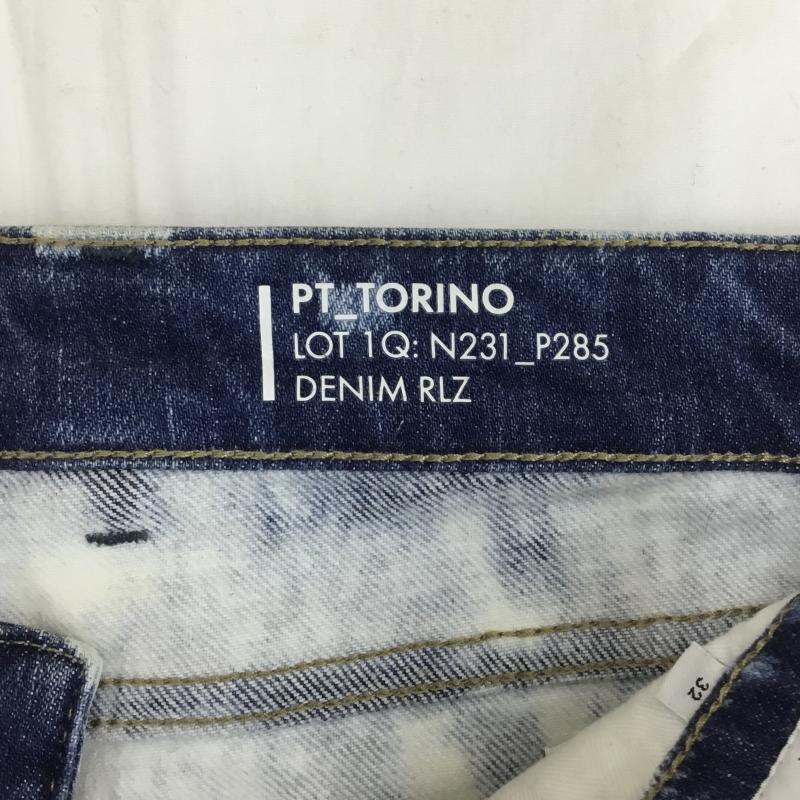 PT_TORINO
LOT 1Q: N231_P285
DENIM RLZ
32